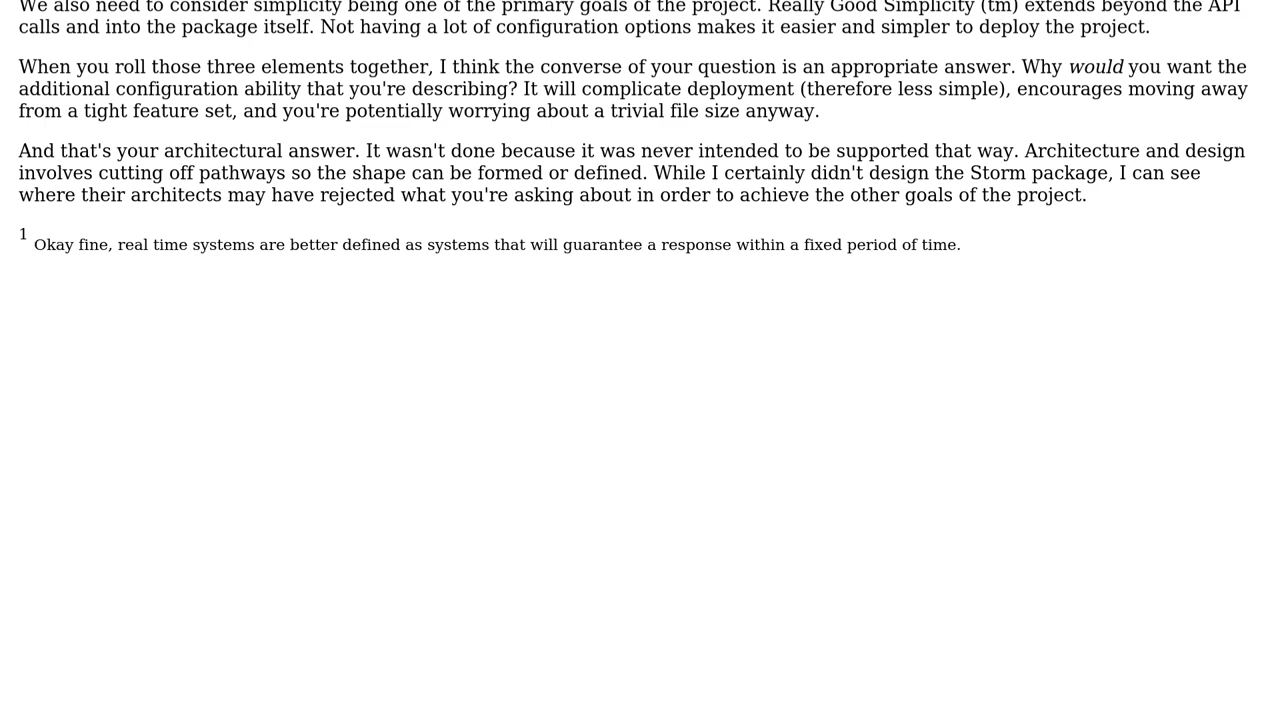 We also need to consider simplicity being one of the primary goals of the project. Really Good Simplicity (tm) extends beyond the API
calls and into the package itself. Not having a lot of configuration options makes it easier and simpler to deploy the project.
When you roll those three elements together, I think the converse of your question is an appropriate answer. Why would you want the
additional configuration ability that you're describing? It will complicate deployment (therefore less simple), encourages moving away
from a tight feature set, and you're potentially worrying about a trivial file size anyway.
And that's your architectural answer. It wasn't done because it was never intended to be supported that way. Architecture and design
involves cutting off pathways so the shape can be formed or defined. While I certainly didn't design the Storm package, I can see
where their architects may have rejected what you're asking about in order to achieve the other goals of the project.
1 Okay fine, real time systems are better defined as systems that will guarantee a response within a fixed period of time.